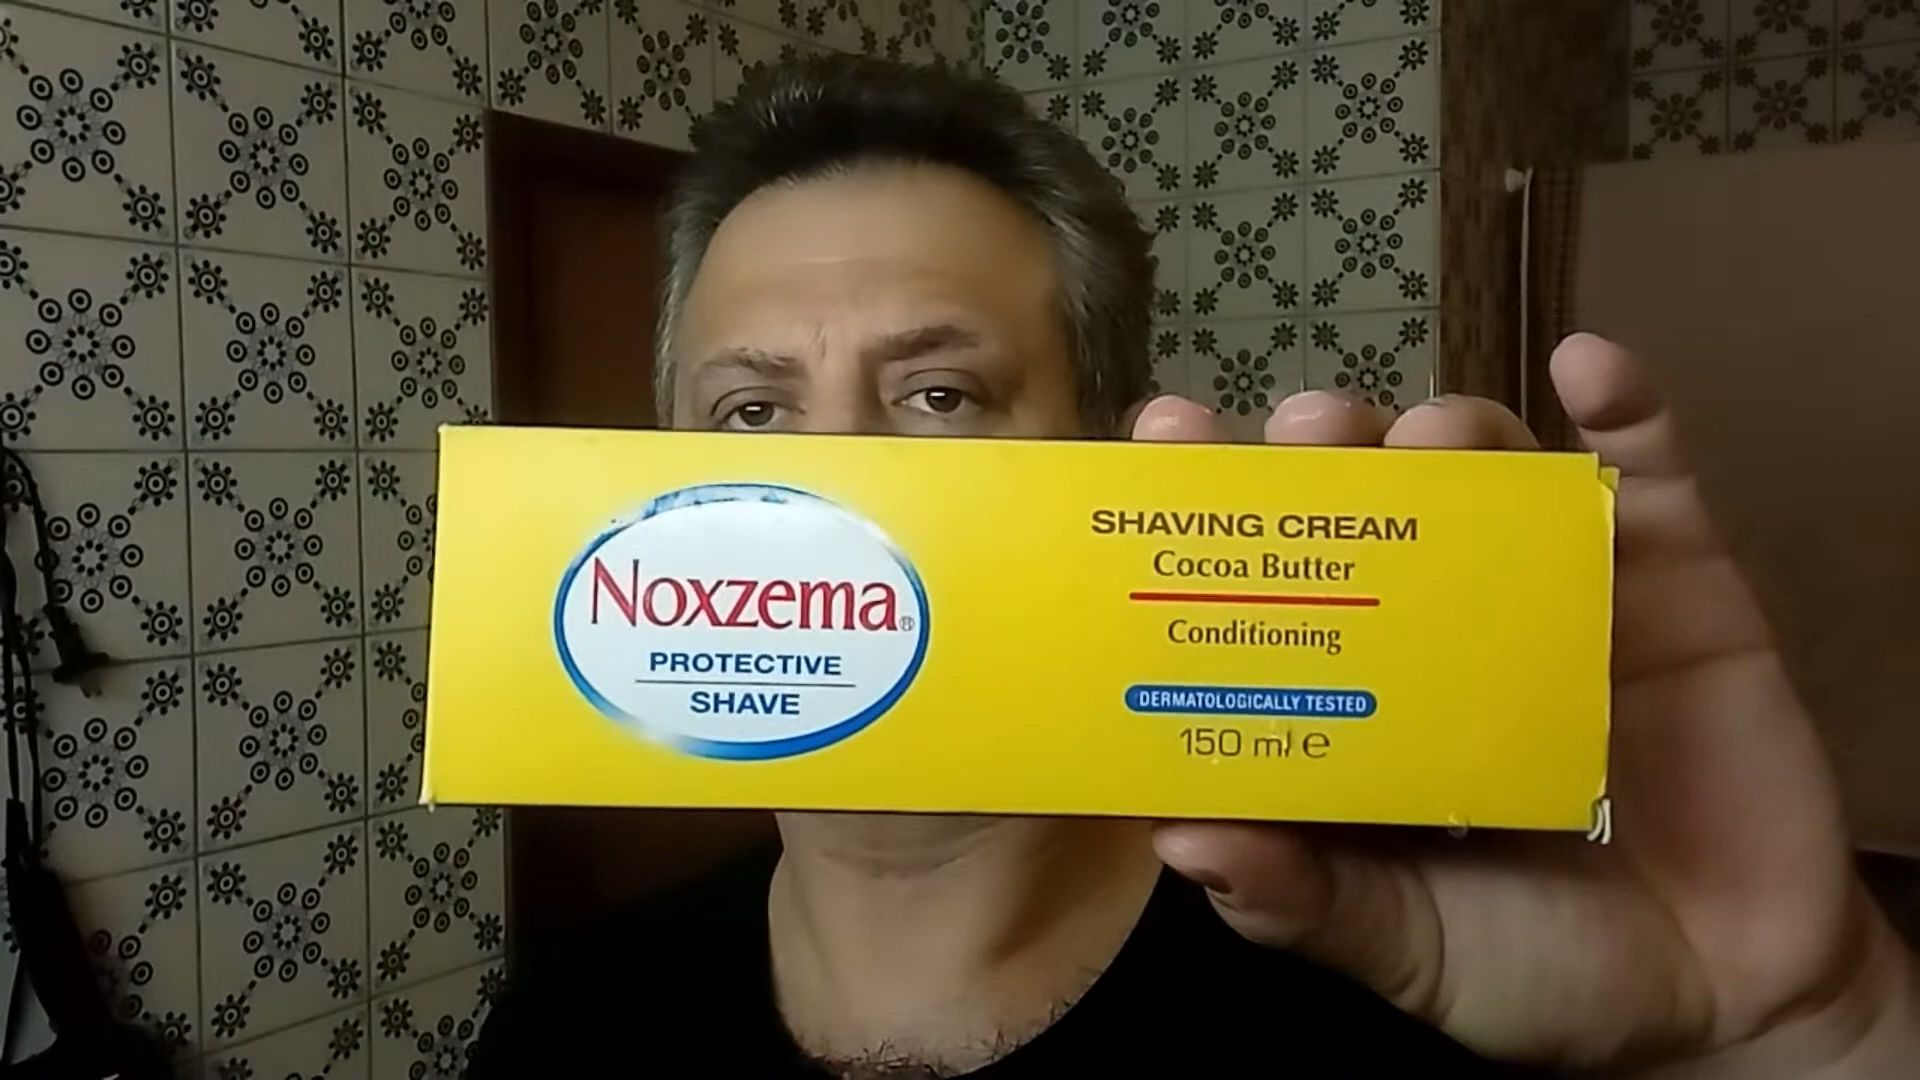 Noxzema®
PROTECTIVE
SHAVE
SHAVING CREAM
Cocoa Butter
Conditioning
DERMATOLOGICALLY TESTED
150 ml e